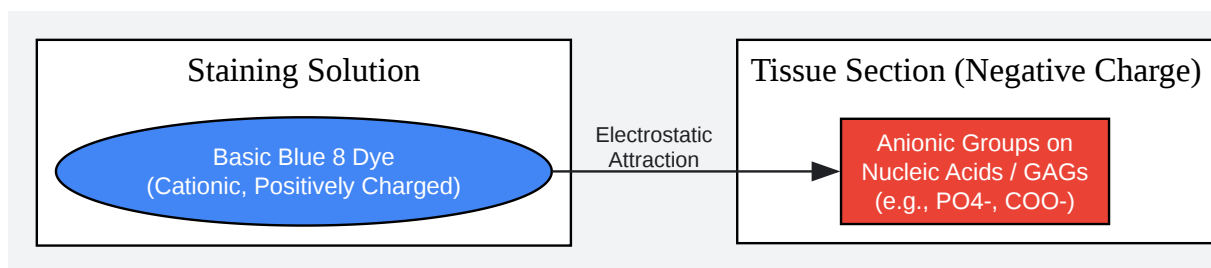 Staining Solution
Basic Blue 8 Dye
(Cationic, Positively Charged)
Electrostatic
Attraction
Tissue Section (Negative Charge)
Anionic Groups on
Nucleic Acids / GAGs
(e.g., PO4-, COO-)